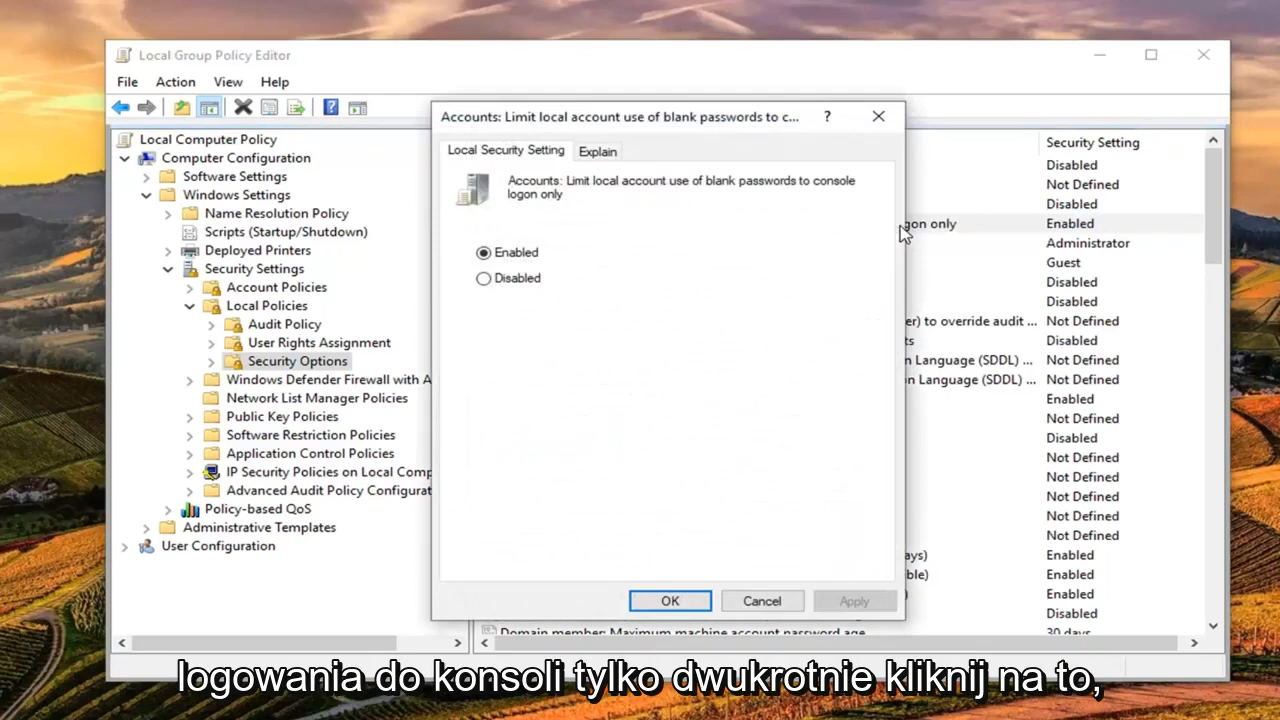 Local Group Policy Editor
File Action View Help
Local Computer Policy
Computer Configuration
Software Settings
Windows Settings
Name Resolution Policy
Scripts (Startup/Shutdown)
Deployed Printers
Security Settings
Account Policies
Local Policies
Audit Policy
User Rights Assignment
Security Options
Windows Defender Firewall with A
Network List Manager Policies
Public Key Policies
Software Restriction Policies
Application Control Policies
IP Security Policies on Local Comp
Advanced Audit Policy Configurat
Policy-based QoS
Administrative Templates
User Configuration
Accounts: Limit local account use of blank passwords to c...
?
Local Security Setting Explain
Accounts: Limit local account use of blank passwords to console
logon only
Enabled
Disabled
OK Cancel Apply
Security Setting
Disabled
Not Defined
Disabled
gon only Enabled
Administrator
Guest
Disabled
Disabled
er) to override audit ... Not Defined
ts Disabled
n Language (SDDL) ... Not Defined
n Language (SDDL) ... Not Defined
Enabled
Not Defined
Disabled
Not Defined
Not Defined
Not Defined
Not Defined
Not Defined
ays) Enabled
ble) Enabled
) Enabled
Disabled
Domain member: Maximum machine account password age 30 days
logowania do konsoli tylko dwukrotnie kliknij na to,